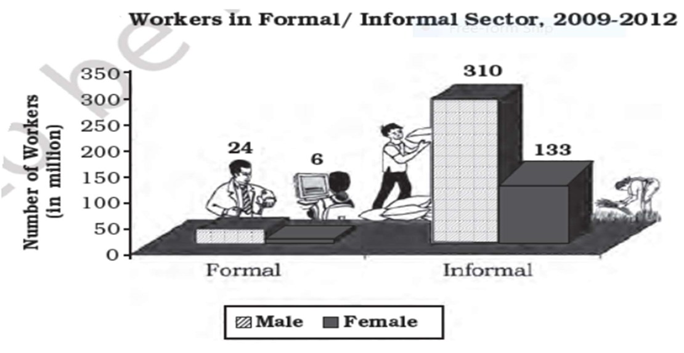 Workers in Formal/ Informal Sector, 2009-2012
Number of Workers
(in million)
350
300
250
200
150
100
50
0
24
6
310
133
Formal
Informal
Male
Female